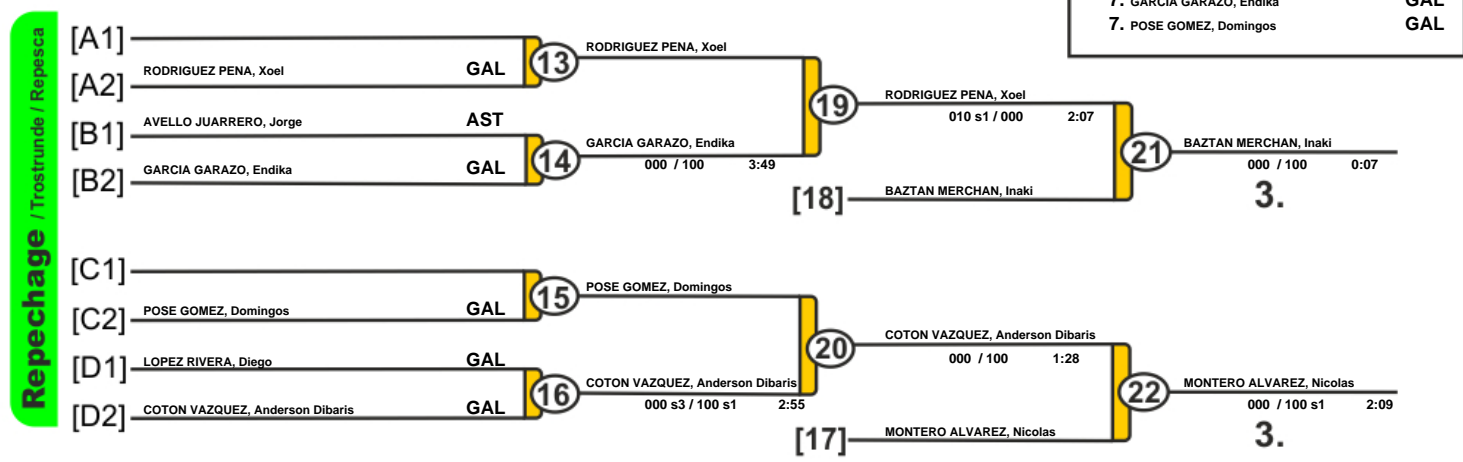 7. GARCIA GARAZO, Endika GAL
7. POSE GOMEZ, Domingos GAL
Repechage / Trostrunde / Repesca
[A1]
[A2] RODRIGUEZ PENA, Xoel GAL
13 RODRIGUEZ PENA, Xoel
[B1] AVELLO JUARRERO, Jorge AST
[B2] GARCIA GARAZO, Endika GAL
14 GARCIA GARAZO, Endika
000 / 100 3:49
19 RODRIGUEZ PENA, Xoel
010 s1 / 000 2:07
[18] BAZTAN MERCHAN, Inaki
21 BAZTAN MERCHAN, Inaki
000 / 100 0:07
3.
[C1]
[C2] POSE GOMEZ, Domingos GAL
15 POSE GOMEZ, Domingos
[D1] LOPEZ RIVERA, Diego GAL
[D2] COTON VAZQUEZ, Anderson Dibaris GAL
16 COTON VAZQUEZ, Anderson Dibaris
000 s3 / 100 s1 2:55
20 COTON VAZQUEZ, Anderson Dibaris
000 / 100 1:28
[17] MONTERO ALVAREZ, Nicolas
22 MONTERO ALVAREZ, Nicolas
000 / 100 s1 2:09
3.